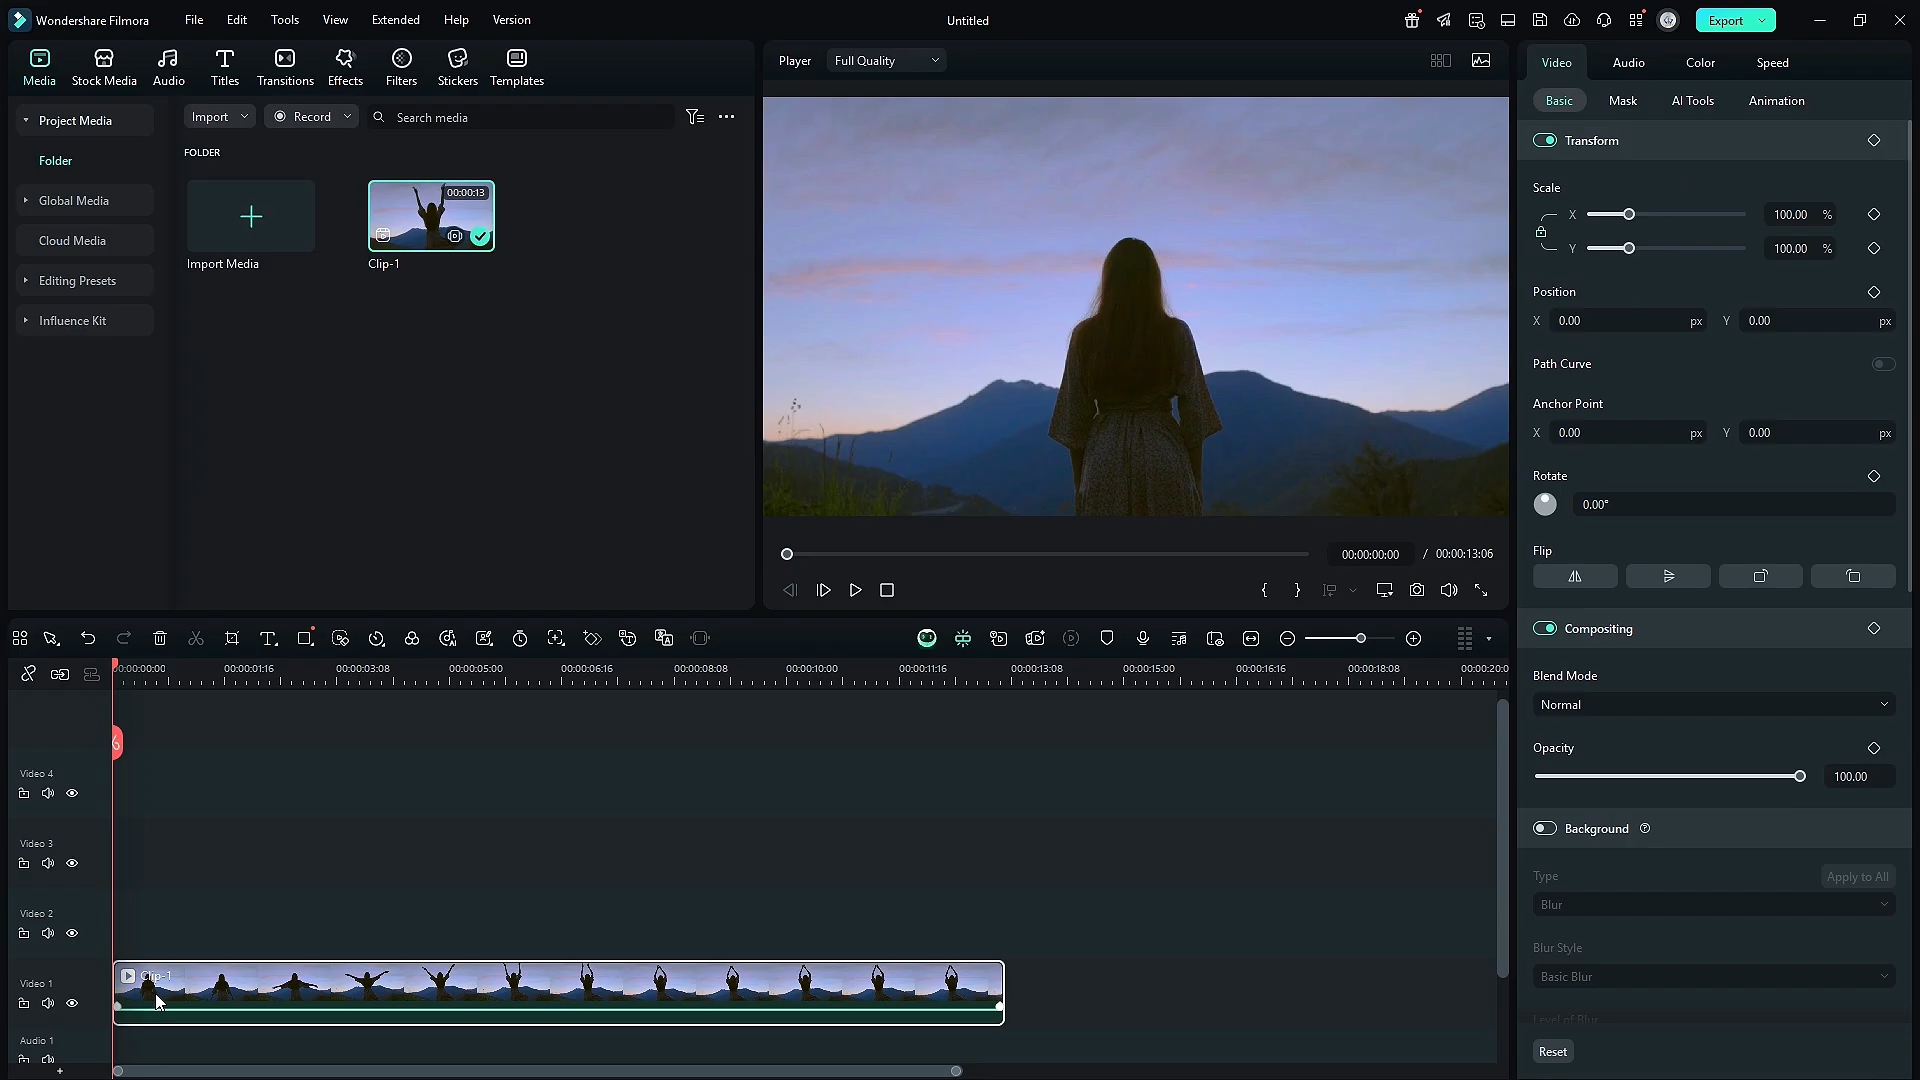 Wondershare Filmora File Edit Tools View Extended Help Version Untitled Export
Media Stock Media Audio Titles Transitions Effects Filters Stickers Templates
Player Full Quality
Video Audio Color Speed
Basic Mask AI Tools Animation
Project Media
Folder
Global Media
Cloud Media
Editing Presets
Influence Kit
Import Record Search media
FOLDER
Import Media
00:00:13
Clip-1
00:00:00:00 / 00:00:13:06
Transform
Scale
X 100.00 %
Y 100.00 %
Position
X 0.00 px Y 0.00 px
Path Curve
Anchor Point
X 0.00 px Y 0.00 px
Rotate
0.00°
Flip
Compositing
Blend Mode
Normal
Opacity
100.00
Background
Type Apply to All
Blur
Blur Style
Basic Blur
Level of Blur
Reset
00:00:00:00 00:00:01:16 00:00:03:08 00:00:05:00 00:00:06:16 00:00:08:08 00:00:10:00 00:00:11:16 00:00:13:08 00:00:15:00 00:00:16:16 00:00:18:08 00:00:20:0
Video 4
Video 3
Video 2
Video 1
Clip-1
Audio 1